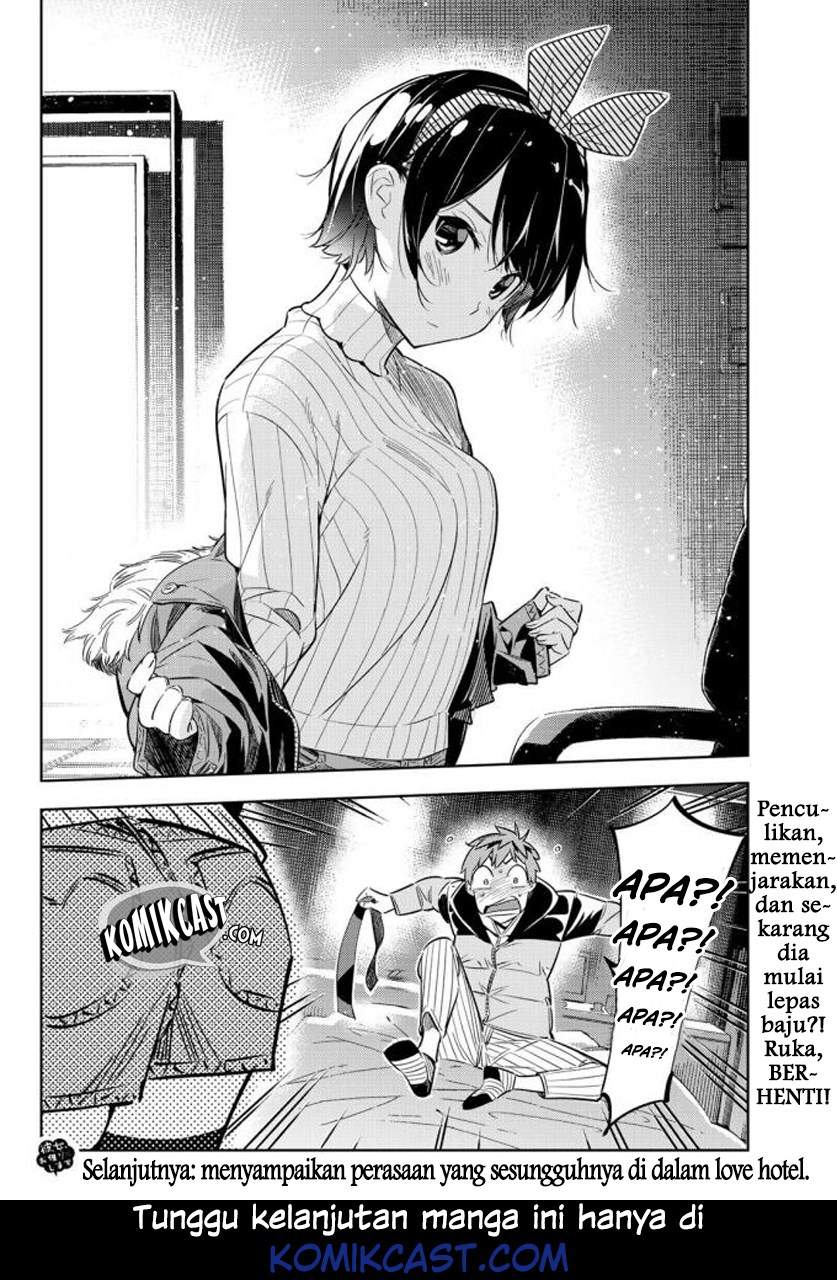 APA?!
APA?!
APA?!
APA?!
APA?!
Pencu-
likan,
memen-
jarakan,
dan se-
karang
dia
mulai
lepas
baju?!
Ruka,
BER-
HENTI!
KOMIKCAST
.COM
Selanjutnya: menyampaikan perasaan yang sesungguhnya di dalam love hotel.
Tunggu kelanjutan manga ini hanya di
KOMIKCAST.COM